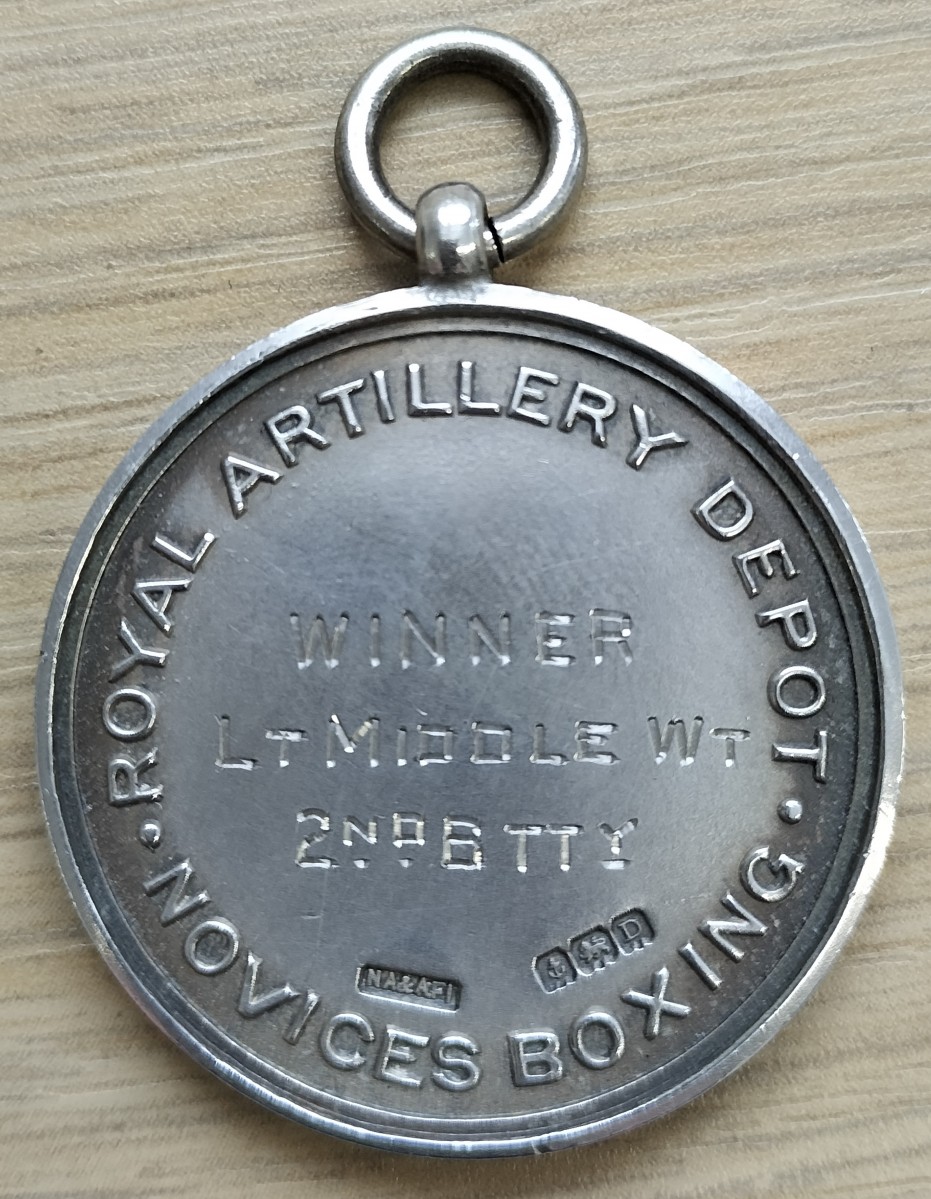 ·ROYAL ARTILLERY DEPOT·
WINNER
LT MIDDLE WT
2ND BTTY
NA&AFI
D
NOVICES BOXING